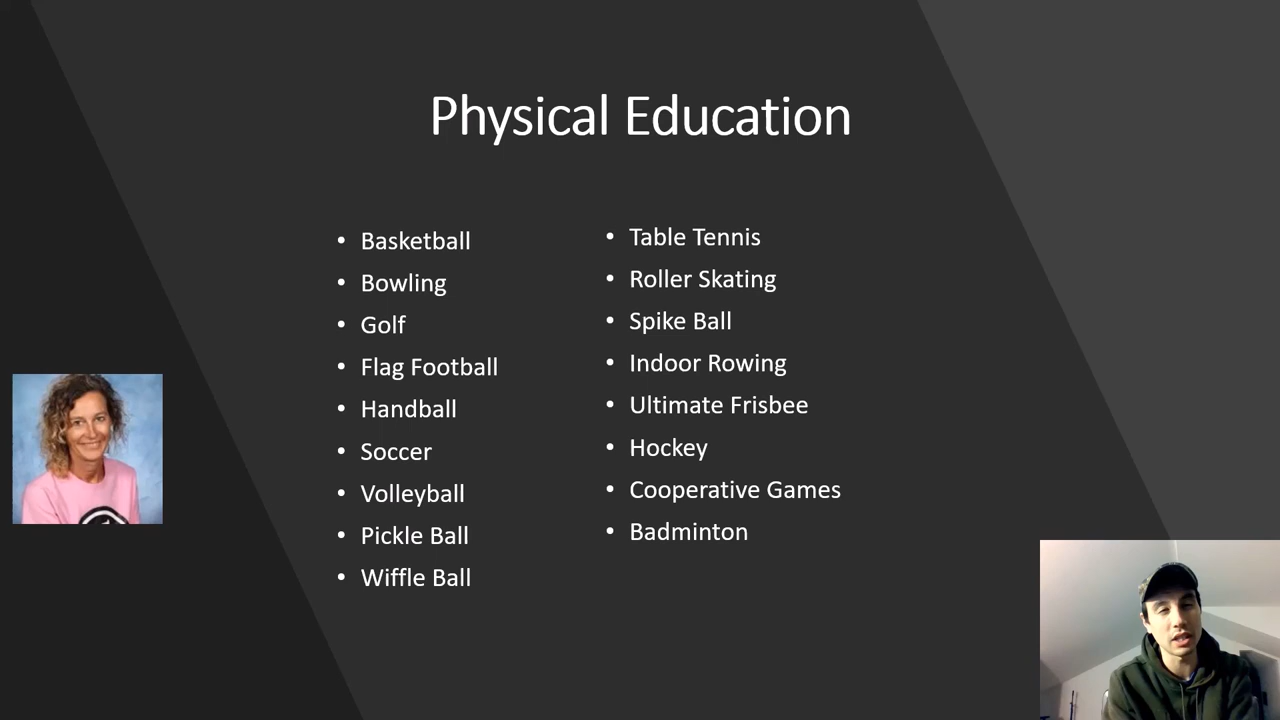 Physical Education
• Basketball
• Bowling
• Golf
• Flag Football
• Handball
• Soccer
• Volleyball
• Pickle Ball
• Wiffle Ball
• Table Tennis
• Roller Skating
• Spike Ball
• Indoor Rowing
• Ultimate Frisbee
• Hockey
• Cooperative Games
• Badminton